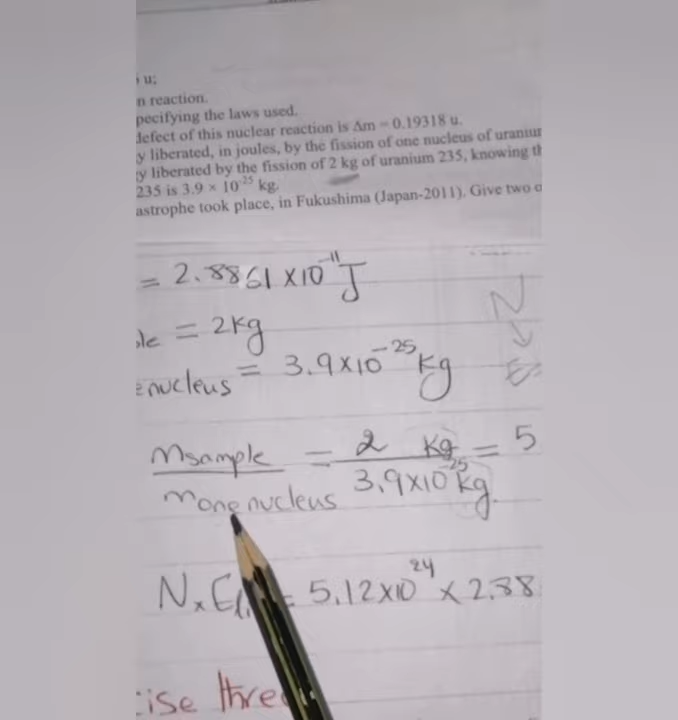 u;
n reaction.
pecifying the laws used.
defect of this nuclear reaction is Δm = 0.19318 u.
y liberated, in joules, by the fission of one nucleus of uraniu
y liberated by the fission of 2 kg of uranium 235, knowing th
235 is 3.9 × 10⁻²⁵ kg.
astrophe took place, in Fukushima (Japan-2011). Give two o
= 2.8861 x10⁻¹¹ J
le = 2kg
e nucleus = 3.9x10⁻²⁵ kg
msample / mone nucleus = 2 kg / 3.9x10⁻²⁵ kg = 5
N x El = 5.12x10²⁴ x 2.88
ise three
N
E